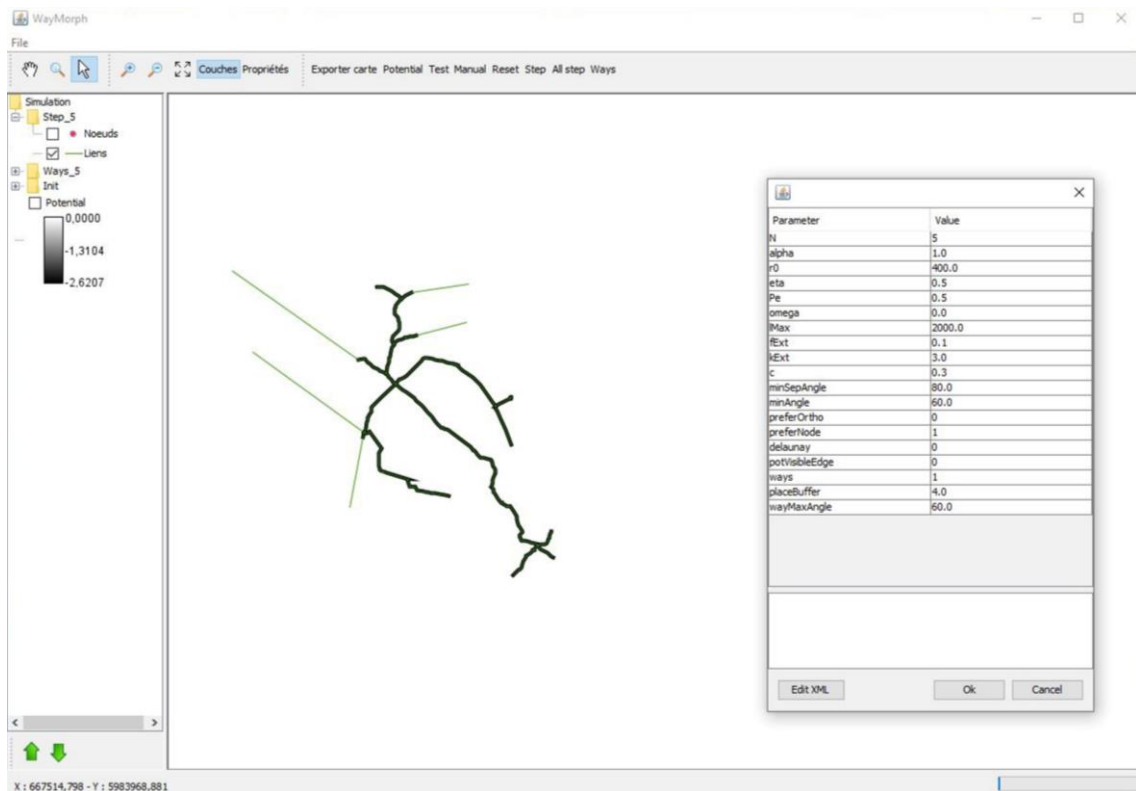 WayMorph
File
Couches Propriétés Exporter carte Potential Test Manual Reset Step All step Ways
Simulation
Step_5
Noeuds
Liens
Ways_5
Init
Potential
0,0000
-1,3104
-2,6207
Parameter Value
N 5
alpha 1.0
r0 400.0
eta 0.5
Pe 0.5
omega 0.0
lMax 2000.0
fExt 0.1
kExt 3.0
c 0.3
minSepAngle 80.0
minAngle 60.0
preferOrtho 0
preferNode 1
delaunay 0
potVisibleEdge 0
ways 1
placeBuffer 4.0
wayMaxAngle 60.0
Edit XML Ok Cancel
X : 667514,798 - Y : 5983968,881